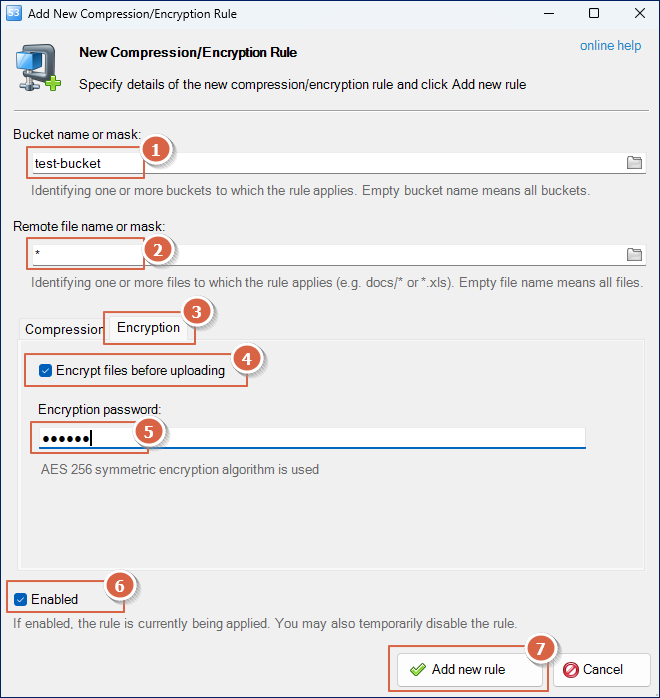 S3 Add New Compression/Encryption Rule
New Compression/Encryption Rule
online help
Specify details of the new compression/encryption rule and click Add new rule
Bucket name or mask:
1
test-bucket
Identifying one or more buckets to which the rule applies. Empty bucket name means all buckets.
Remote file name or mask:
2
*
Identifying one or more files to which the rule applies (e.g. docs/* or *.xls). Empty file name means all files.
3
Compression Encryption
4
Encrypt files before uploading
Encryption password:
5
••••••
AES 256 symmetric encryption algorithm is used
6
Enabled
If enabled, the rule is currently being applied. You may also temporarily disable the rule.
7
Add new rule Cancel